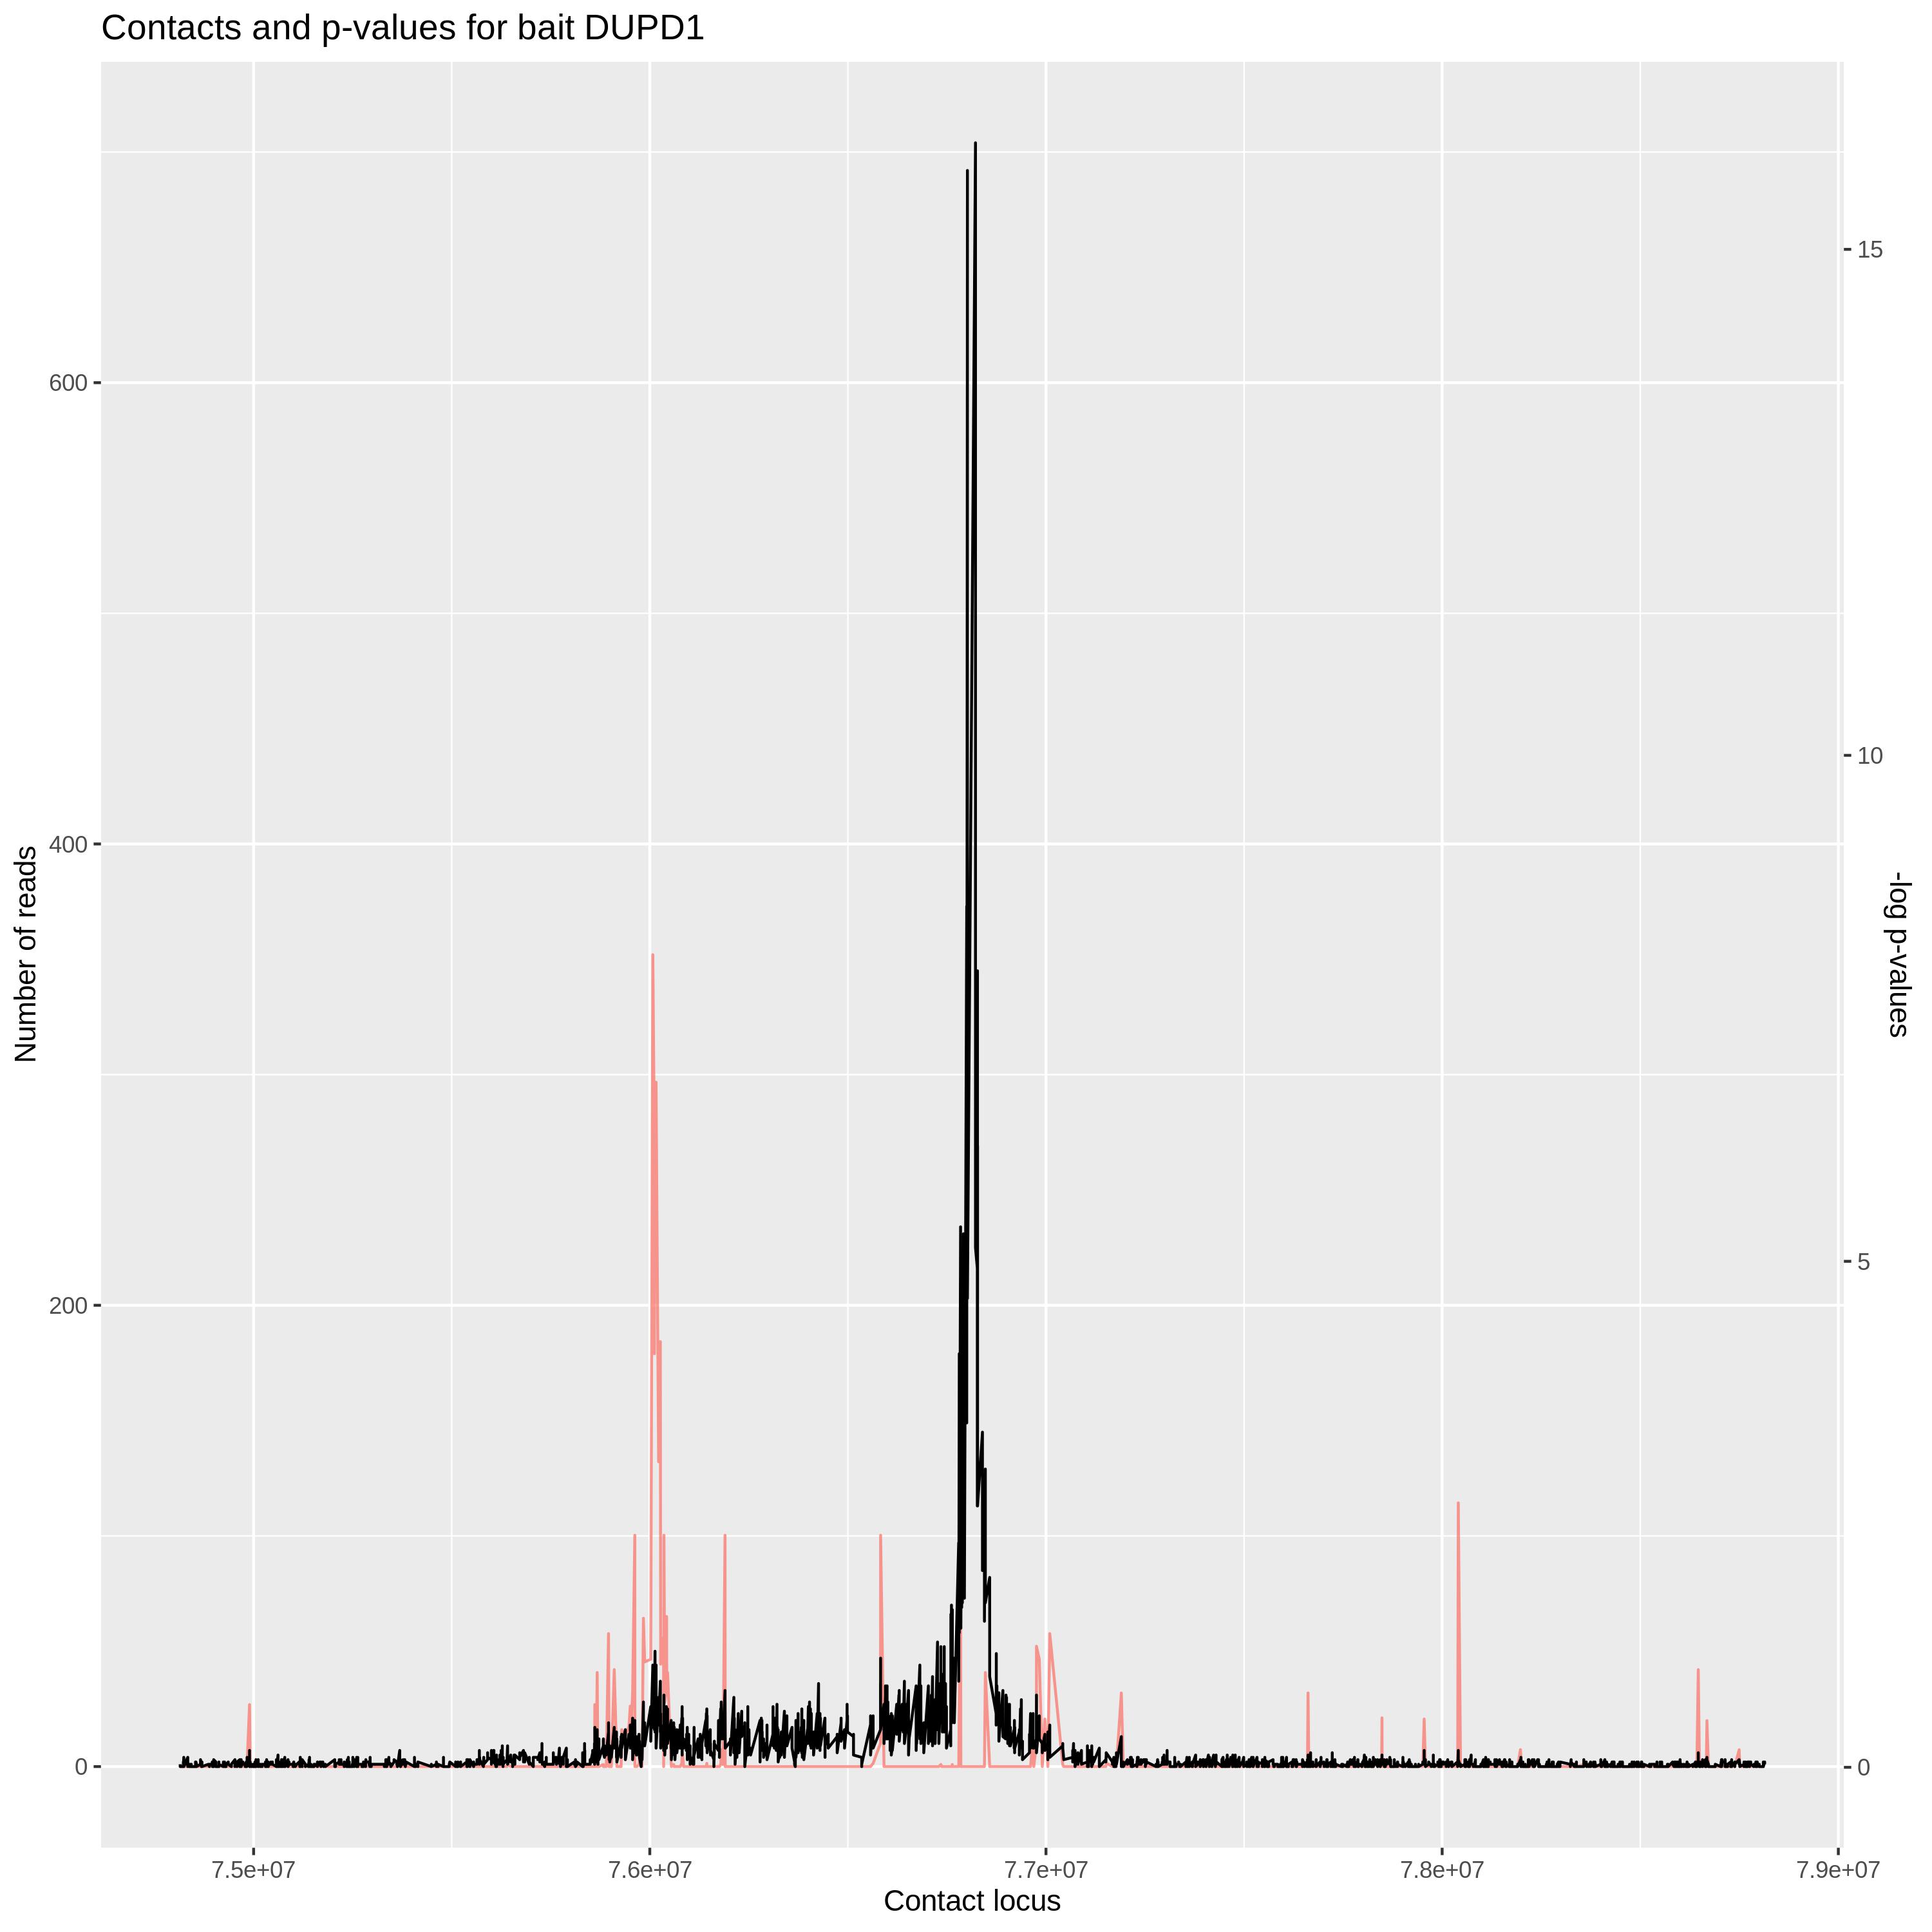 Contacts and p-values for bait DUPD1
Number of reads
600
400
200
0
15
10
5
0
-log p-values
7.5e+07
7.6e+07
7.7e+07
7.8e+07
7.9e+07
Contact locus